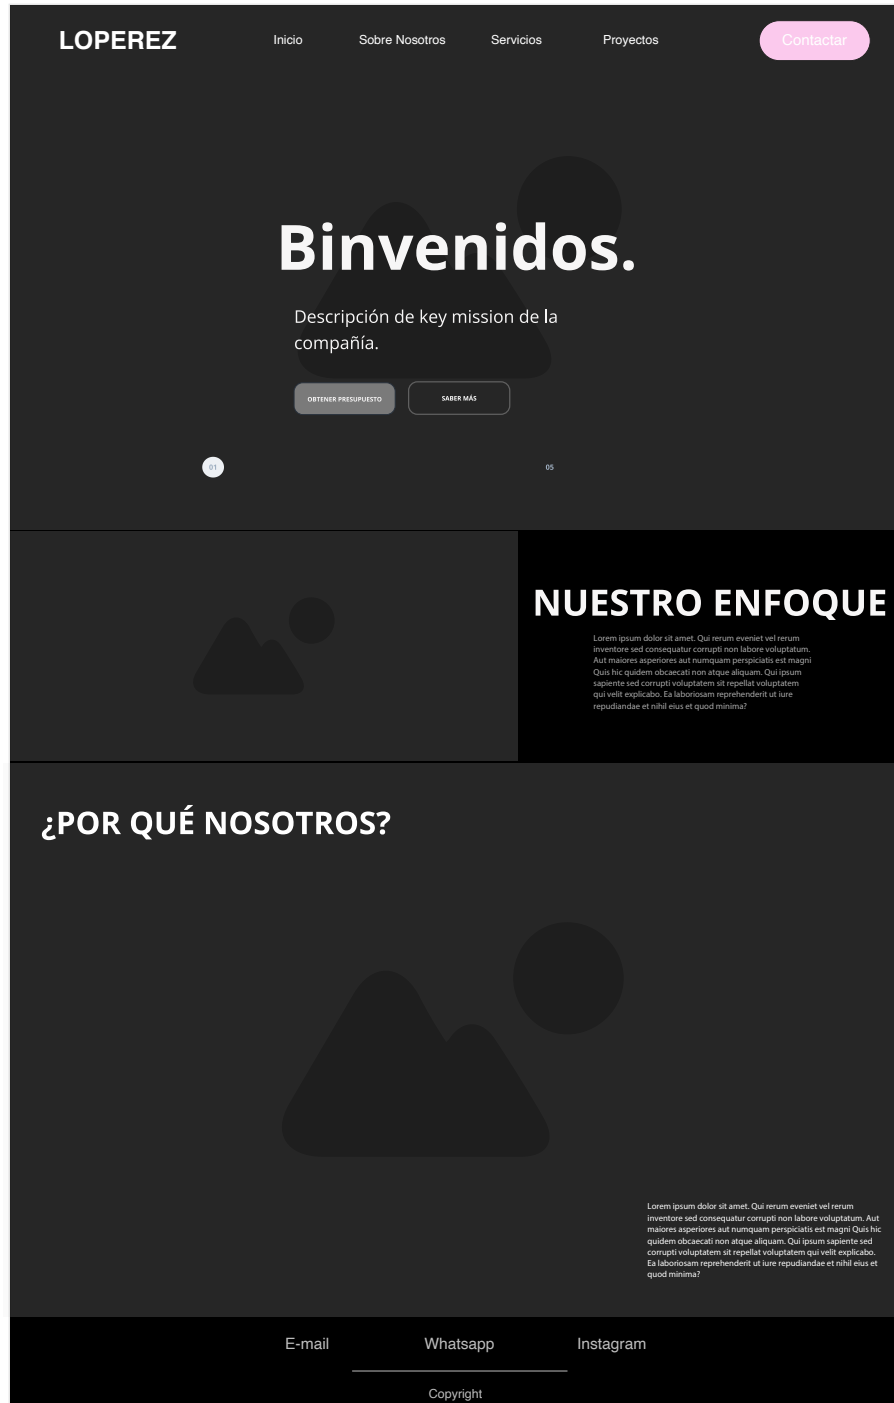 LOPEREZ
Inicio
Sobre Nosotros
Servicios
Proyectos
Contactar
Binvenidos.
Descripción de key mission de la
compañía.
OBTENER PRESUPUESTO
SABER MÁS
01
05
NUESTRO ENFOQUE
Lorem ipsum dolor sit amet. Qui rerum eveniet vel rerum
inventore sed consequatur corrupti non labore voluptatum.
Aut maiores asperiores aut numquam perspiciatis est magni
Quis hic quidem obcaecati non atque aliquam. Qui ipsum
sapiente sed corrupti voluptatem sit repellat voluptatem
qui velit explicabo. Ea laboriosam reprehenderit ut iure
repudiandae et nihil eius et quod minima?
¿POR QUÉ NOSOTROS?
Lorem ipsum dolor sit amet. Qui rerum eveniet vel rerum
inventore sed consequatur corrupti non labore voluptatum. Aut
maiores asperiores aut numquam perspiciatis est magni Quis hic
quidem obcaecati non atque aliquam. Qui ipsum sapiente sed
corrupti voluptatem sit repellat voluptatem qui velit explicabo.
Ea laboriosam reprehenderit ut iure repudiandae et nihil eius et
quod minima?
E-mail
Whatsapp
Instagram
Copyright